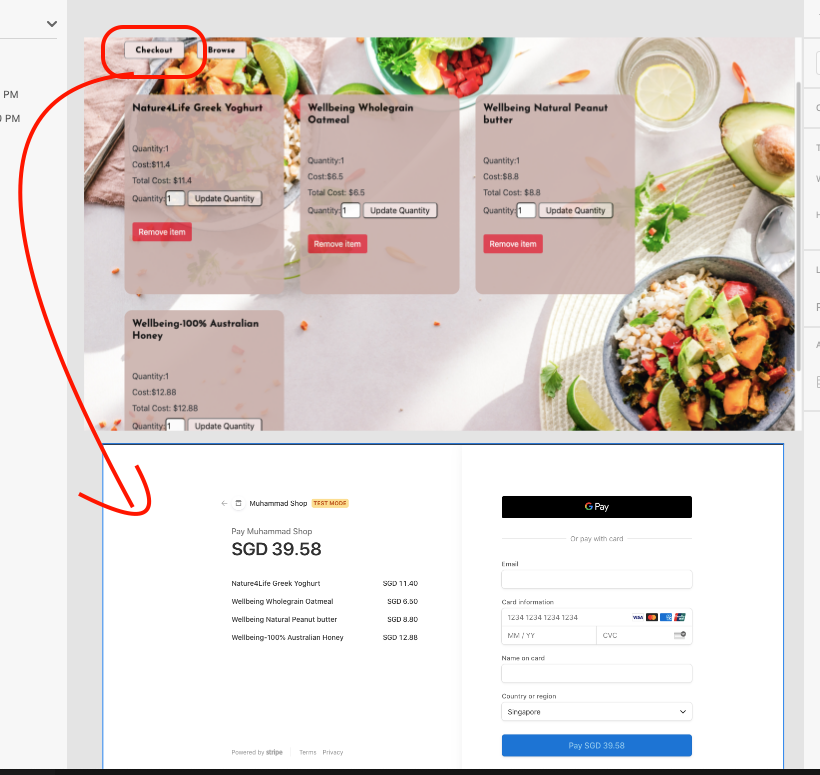 Checkout Browse
PM
PM
Nature4Life Greek Yoghurt
Quantity:1
Cost:$11.4
Total Cost: $11.4
Quantity: 1 Update Quantity
Remove item
Wellbeing Wholegrain
Oatmeal
Quantity:1
Cost:$6.5
Total Cost: $6.5
Quantity: 1 Update Quantity
Remove item
Wellbeing Natural Peanut
butter
Quantity:1
Cost:$8.8
Total Cost: $8.8
Quantity: 1 Update Quantity
Remove item
Wellbeing-100% Australian
Honey
Quantity:1
Cost:$12.88
Total Cost: $12.88
Quantity: 1 Update Quantity
Muhammad Shop TEST MODE
Pay Muhammad Shop
SGD 39.58
Nature4Life Greek Yoghurt SGD 11.40
Wellbeing Wholegrain Oatmeal SGD 6.50
Wellbeing Natural Peanut butter SGD 8.80
Wellbeing-100% Australian Honey SGD 12.88
Powered by stripe Terms Privacy
G Pay
Or pay with card
Email
Card information
1234 1234 1234 1234 VISA
MM / YY CVC
Name on card
Country or region
Singapore
Pay SGD 39.58